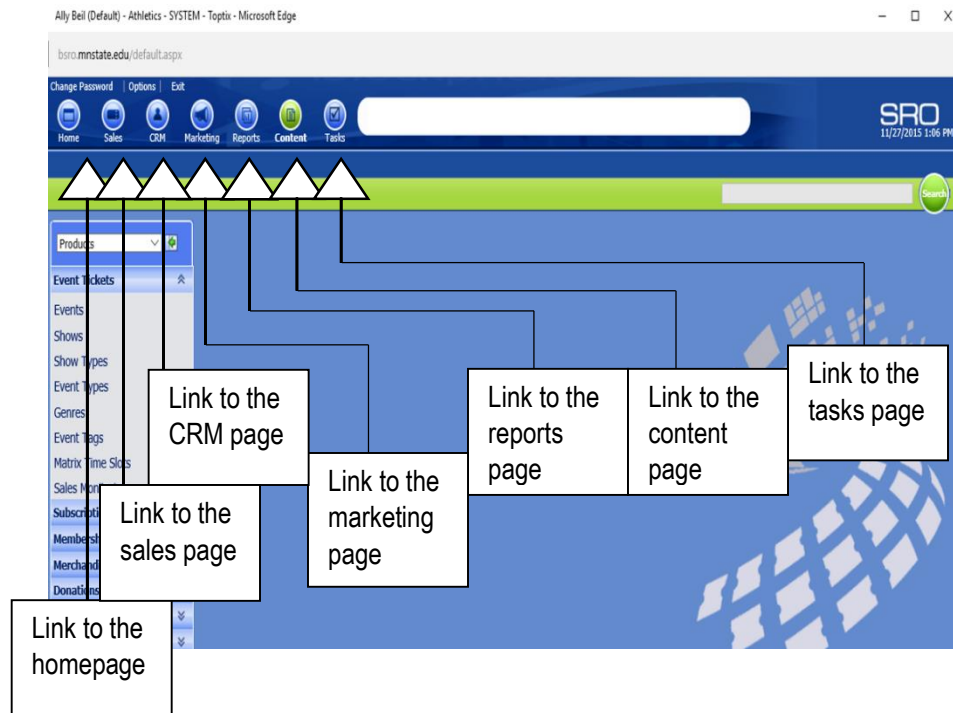 Ally Beil (Default) - Athletics - SYSTEM - Toptix - Microsoft Edge
bsro.mnstate.edu/default.aspx
Change Password | Options | Exit
Home Sales CRM Marketing Reports Content Tasks
SRO
11/27/2015 1:06 PM
Search
Products
Event Tickets
Events
Shows
Show Types
Event Types
Genres
Event Tags
Matrix Time Slots
Sales
Link to the
CRM page
Link to the
sales page
Link to the
marketing
page
Link to the
reports
page
Link to the
content
page
Link to the
tasks page
Donations
Link to the
homepage